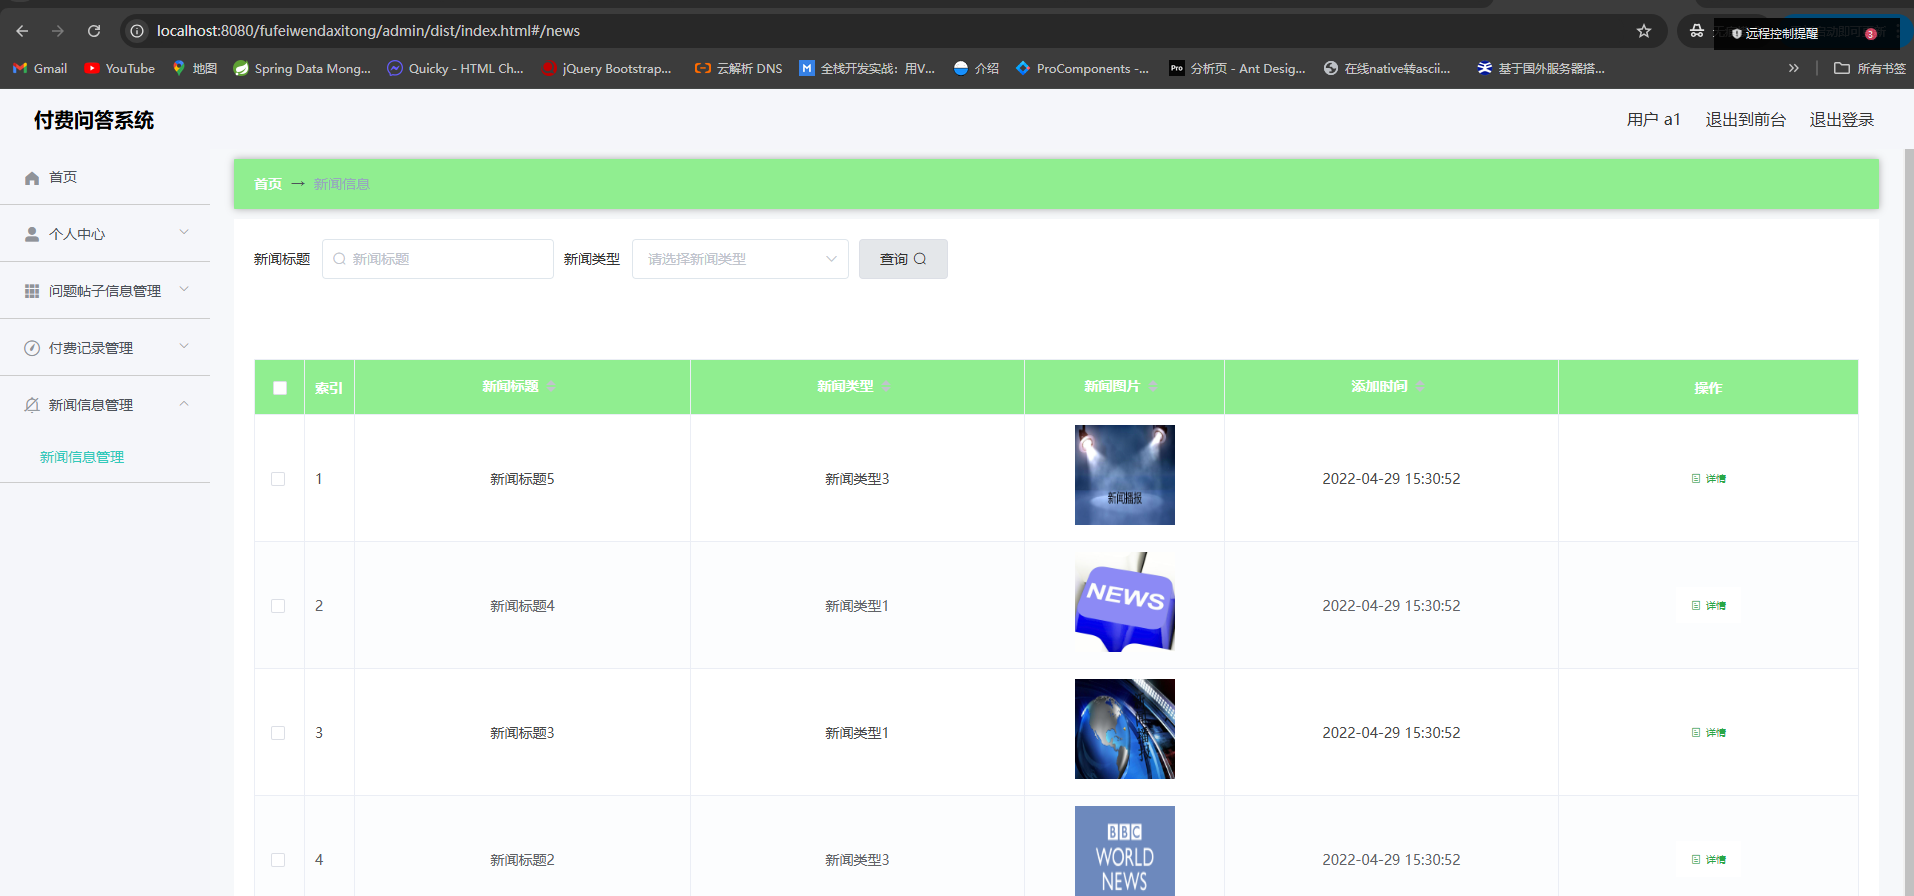 localhost:8080/fufeiwendaxitong/admin/dist/index.html#/news
远程控制提醒 3
Gmail YouTube 地图 Spring Data Mong... Quicky - HTML Ch... jQuery Bootstrap... 云解析 DNS 全栈开发实战：用V... 介绍 ProComponents -... Pro 分析页 - Ant Desig... 在线native转ascii... 基于国外服务器搭... » 所有书签
付费问答系统 用户 a1 退出到前台 退出登录
首页
个人中心
问题帖子信息管理
付费记录管理
新闻信息管理
新闻信息管理
首页 → 新闻信息
新闻标题 新闻标题 新闻类型 请选择新闻类型 查询
索引 新闻标题 新闻类型 新闻图片 添加时间 操作
1 新闻标题5 新闻类型3 新闻播报 2022-04-29 15:30:52 详情
2 新闻标题4 新闻类型1 NEWS 2022-04-29 15:30:52 详情
3 新闻标题3 新闻类型1 2022-04-29 15:30:52 详情
4 新闻标题2 新闻类型3 BBC WORLD NEWS 2022-04-29 15:30:52 详情